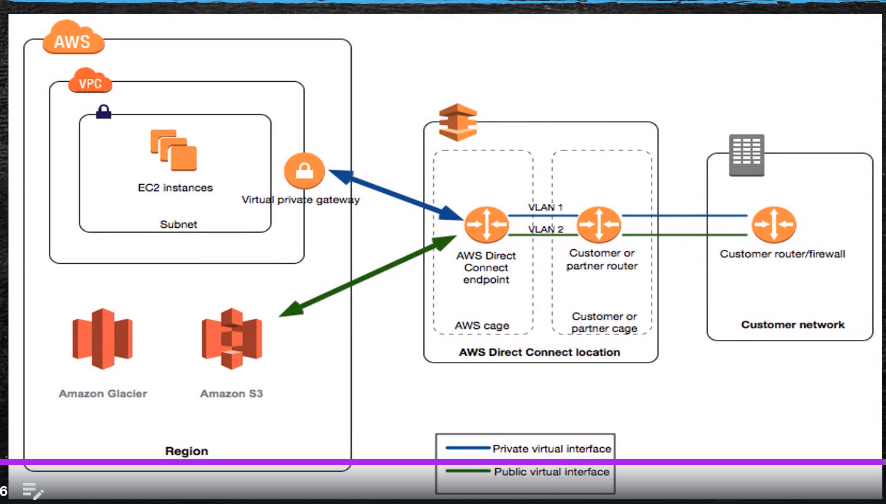 AWS
VPC
EC2 instances
Subnet
Virtual private gateway
Amazon Glacier
Amazon S3
Region
VLAN 1
VLAN 2
AWS Direct
Connect
endpoint
AWS cage
Customer or
partner router
Customer or
partner cage
AWS Direct Connect location
Customer router/firewall
Customer network
Private virtual interface
Public virtual interface
6